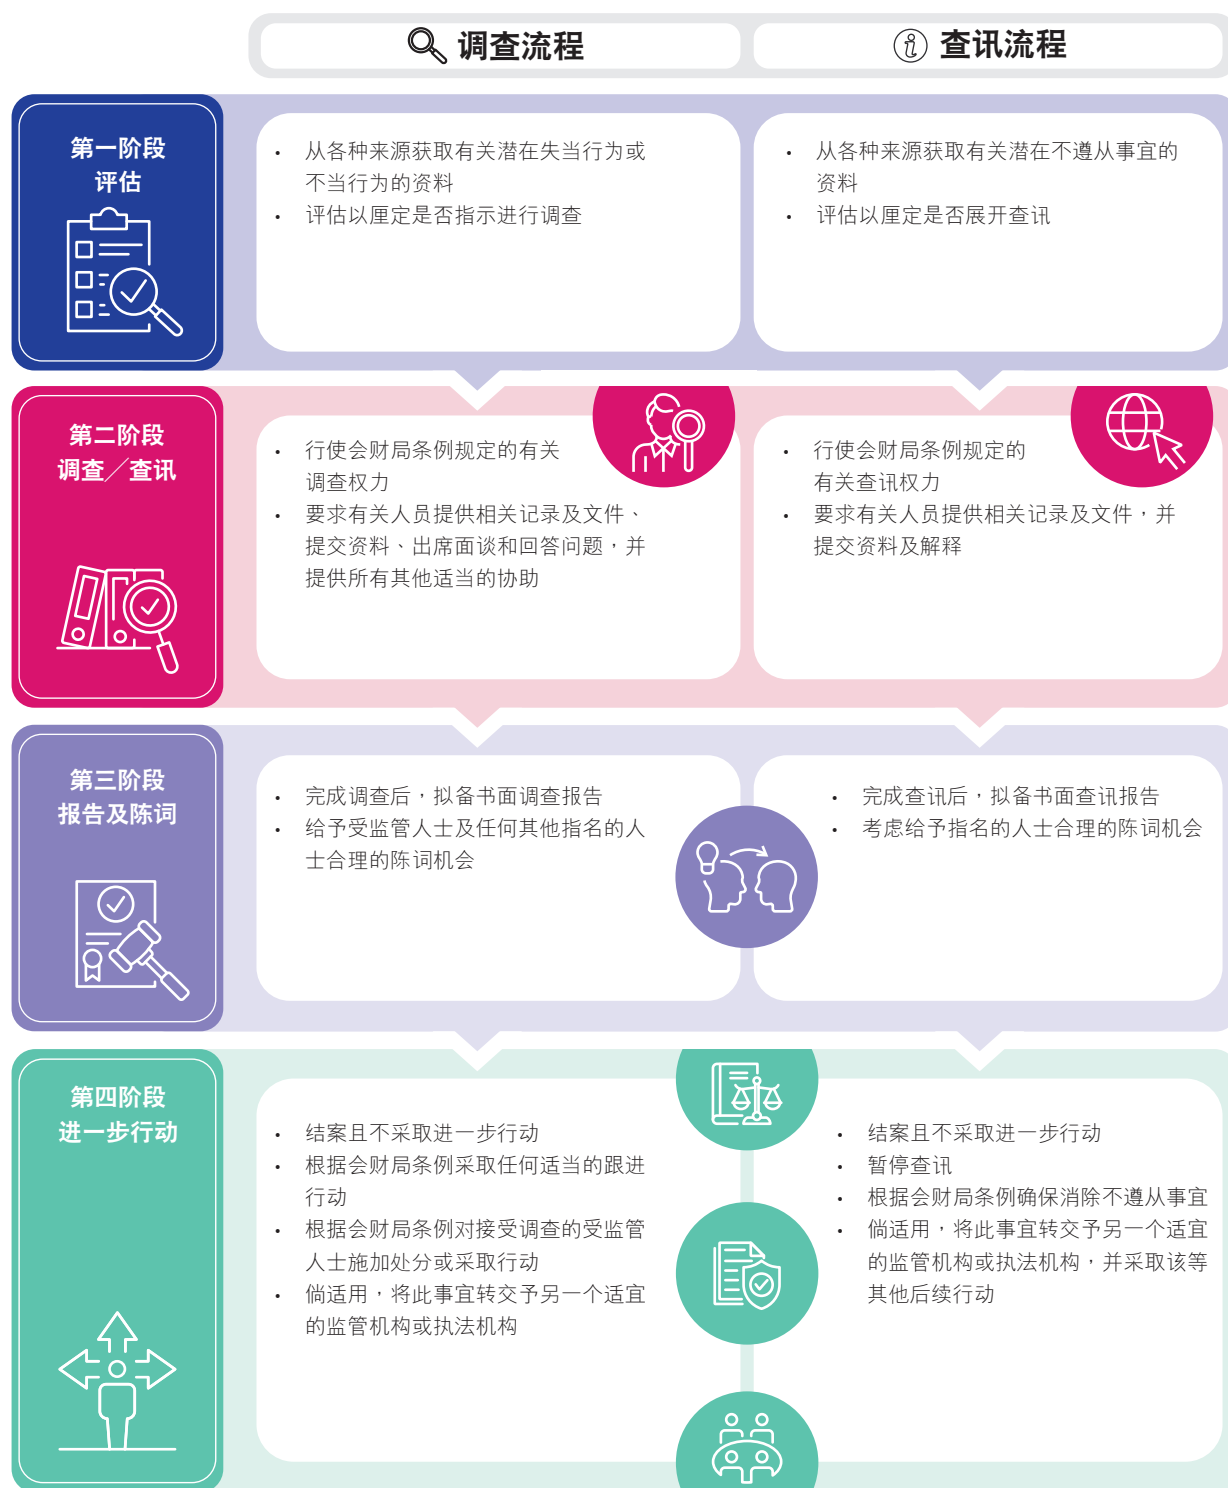 调查流程
查讯流程
第一阶段
评估
• 从各种来源获取有关潜在失当行为或
不当行为的资料
• 评估以厘定是否指示进行调查
• 从各种来源获取有关潜在不遵从事宜的
资料
• 评估以厘定是否展开查讯
第二阶段
调查／查讯
• 行使会财局条例规定的有关
调查权力
• 要求有关人员提供相关记录及文件、
提交资料、出席面谈和回答问题，并
提供所有其他适当的协助
• 行使会财局条例规定的
有关查讯权力
• 要求有关人员提供相关记录及文件，并
提交资料及解释
第三阶段
报告及陈词
• 完成调查后，拟备书面调查报告
• 给予受监管人士及任何其他指名的人
士合理的陈词机会
• 完成查讯后，拟备书面查讯报告
• 考虑给予指名的人士合理的陈词机会
第四阶段
进一步行动
• 结案且不采取进一步行动
• 根据会财局条例采取任何适当的跟进
行动
• 根据会财局条例对接受调查的受监管
人士施加处分或采取行动
• 倘适用，将此事宜转交予另一个适宜
的监管机构或执法机构
• 结案且不采取进一步行动
• 暂停查讯
• 根据会财局条例确保消除不遵从事宜
• 倘适用，将此事宜转交予另一个适宜
的监管机构或执法机构，并采取该等
其他后续行动